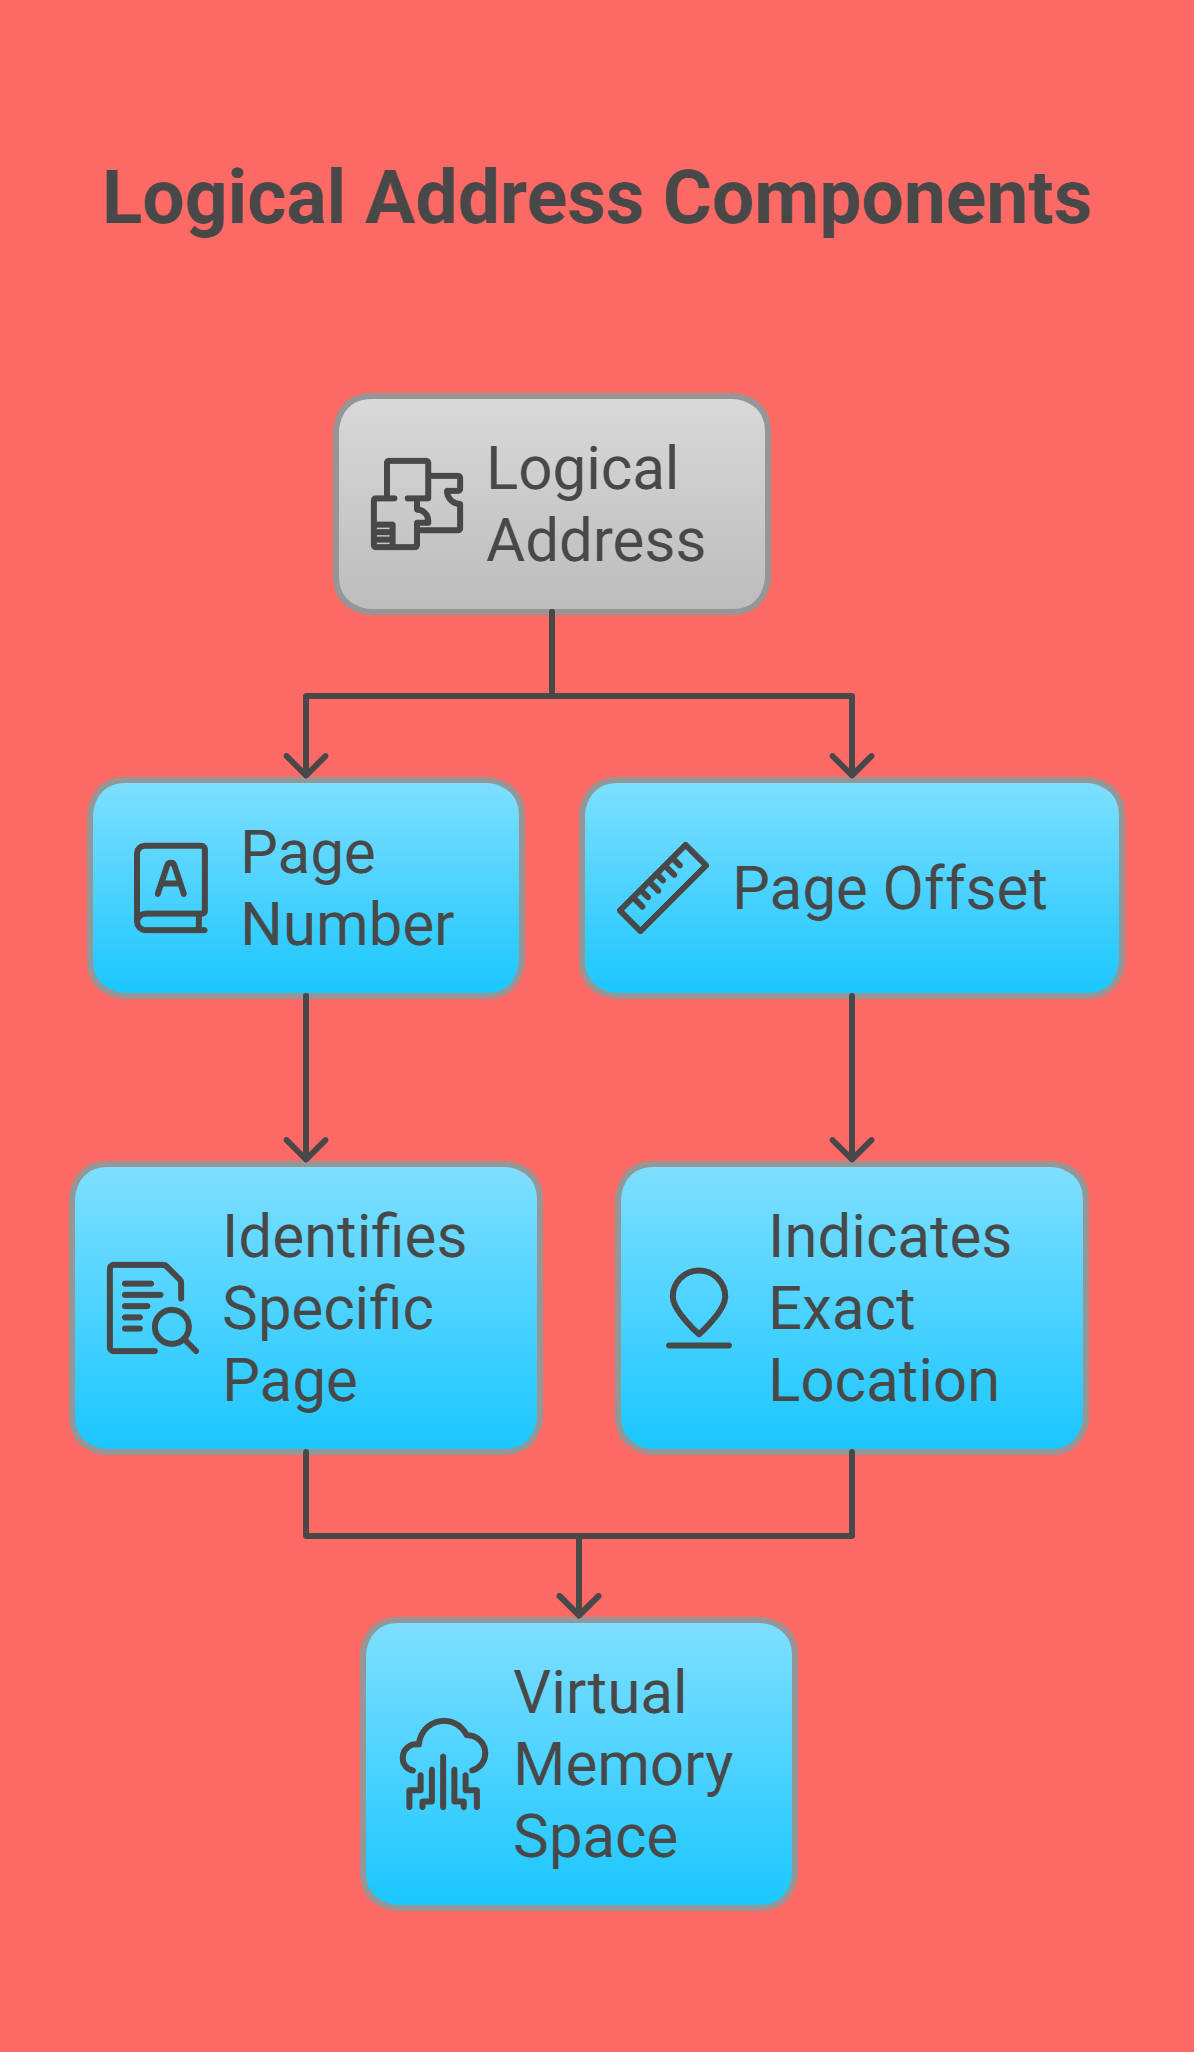 Logical Address Components
Logical
Address
Page
Number
Page Offset
Identifies
Specific
Page
Indicates
Exact
Location
Virtual
Memory
Space